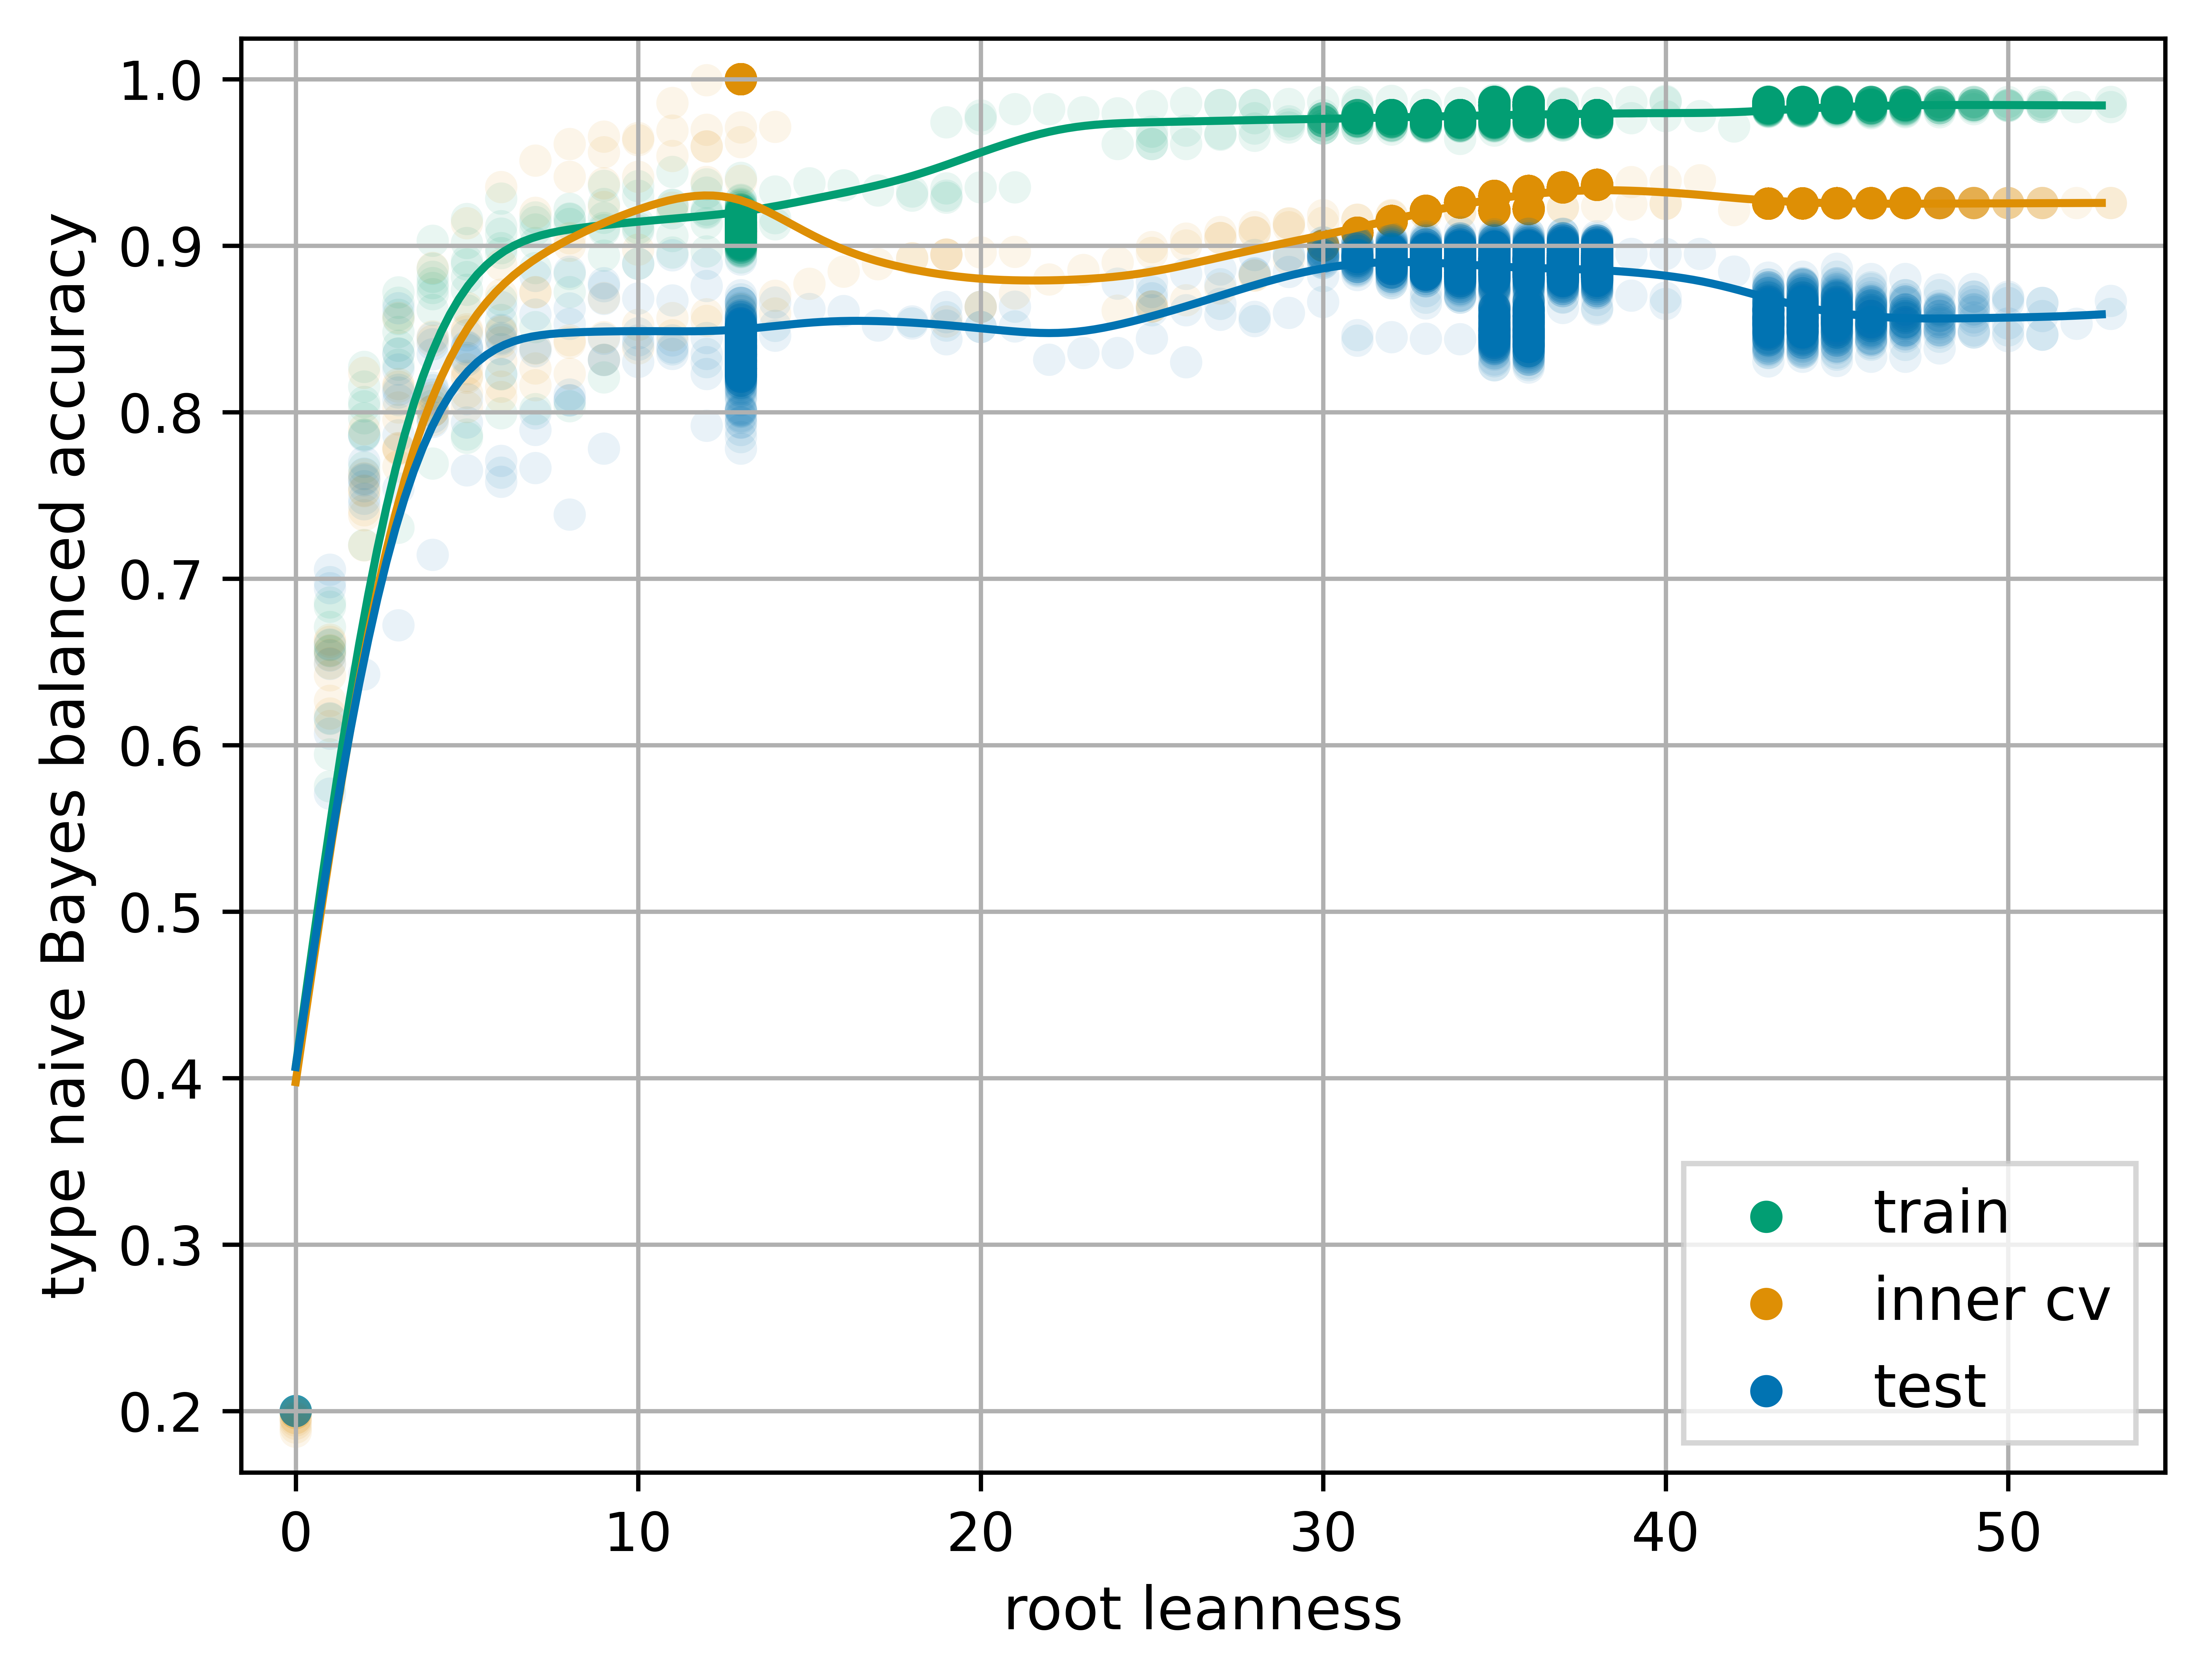 type naive Bayes balanced accuracy
1.0
0.9
0.8
0.7
0.6
0.5
0.4
0.3
0.2
0 10 20 30 40 50
root leanness
train
inner cv
test